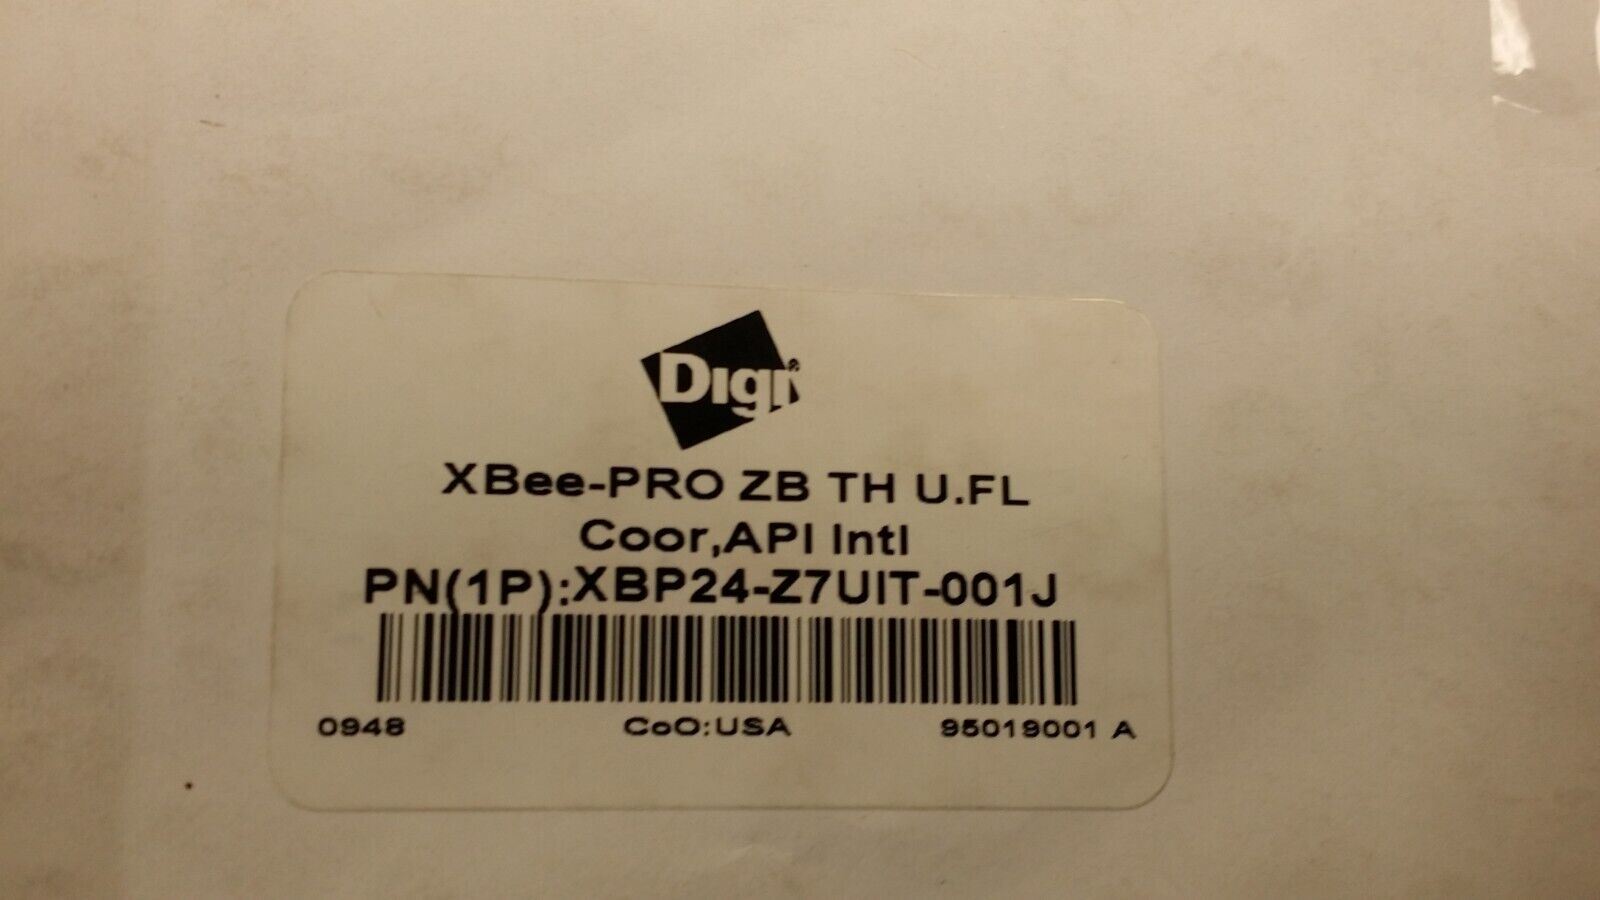 Digi®
XBee-PRO ZB TH U.FL
Coor,API Intl
PN(1P):XBP24-Z7UIT-001J
0948 CoO:USA 95019001 A